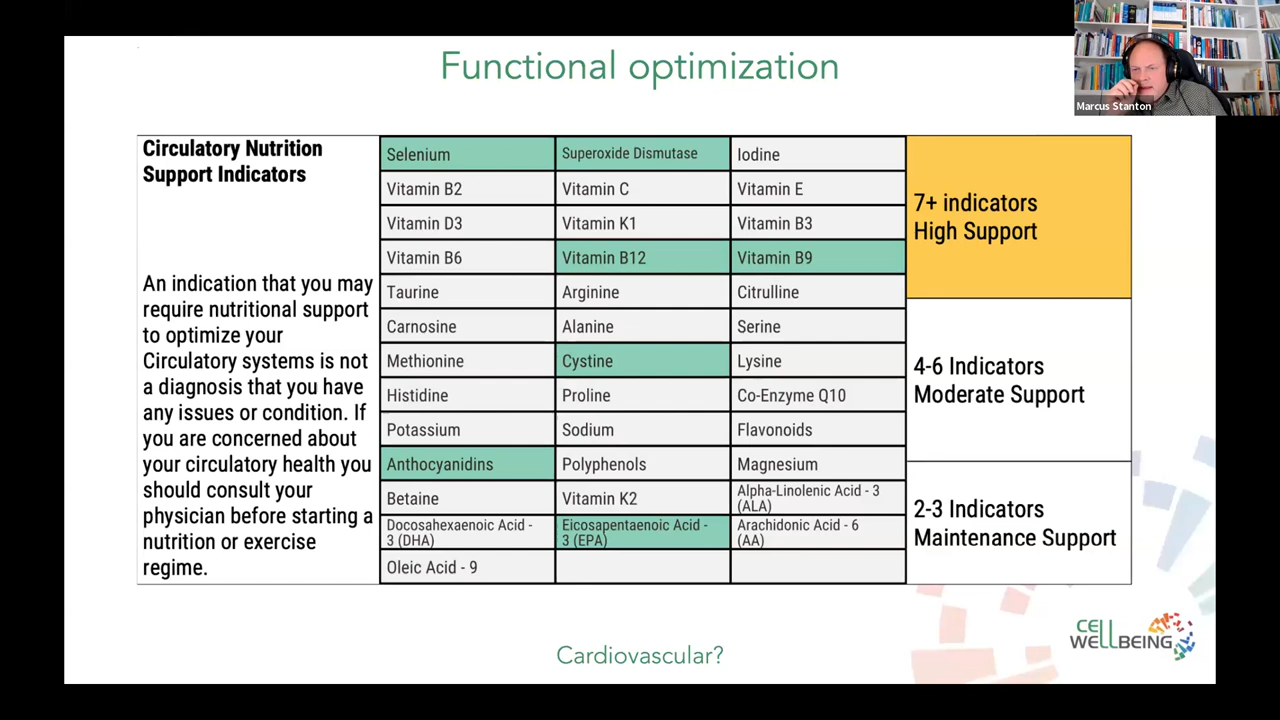 Functional optimization
Marcus Stanton
Circulatory Nutrition
Support Indicators
An indication that you may
require nutritional support
to optimize your
Circulatory systems is not
a diagnosis that you have
any issues or condition. If
you are concerned about
your circulatory health you
should consult your
physician before starting a
nutrition or exercise
regime.
Selenium
Superoxide Dismutase
Iodine
Vitamin B2
Vitamin C
Vitamin E
Vitamin D3
Vitamin K1
Vitamin B3
Vitamin B6
Vitamin B12
Vitamin B9
Taurine
Arginine
Citrulline
Carnosine
Alanine
Serine
Methionine
Cystine
Lysine
Histidine
Proline
Co-Enzyme Q10
Potassium
Sodium
Flavonoids
Anthocyanidins
Polyphenols
Magnesium
Betaine
Vitamin K2
Alpha-Linolenic Acid - 3
(ALA)
Docosahexaenoic Acid -
3 (DHA)
Eicosapentaenoic Acid -
3 (EPA)
Arachidonic Acid - 6
(AA)
Oleic Acid - 9
7+ indicators
High Support
4-6 Indicators
Moderate Support
2-3 Indicators
Maintenance Support
Cardiovascular?
CELL
WELLBEING